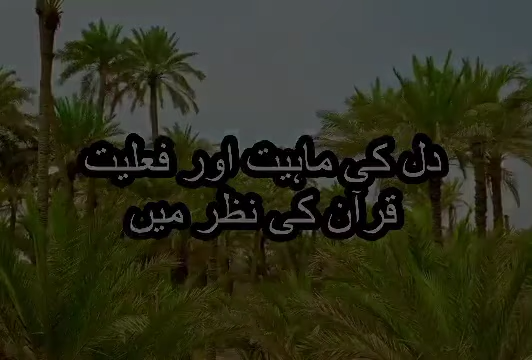 دل کی ماہیت اور فعلیت
قرآن کی نظر میں